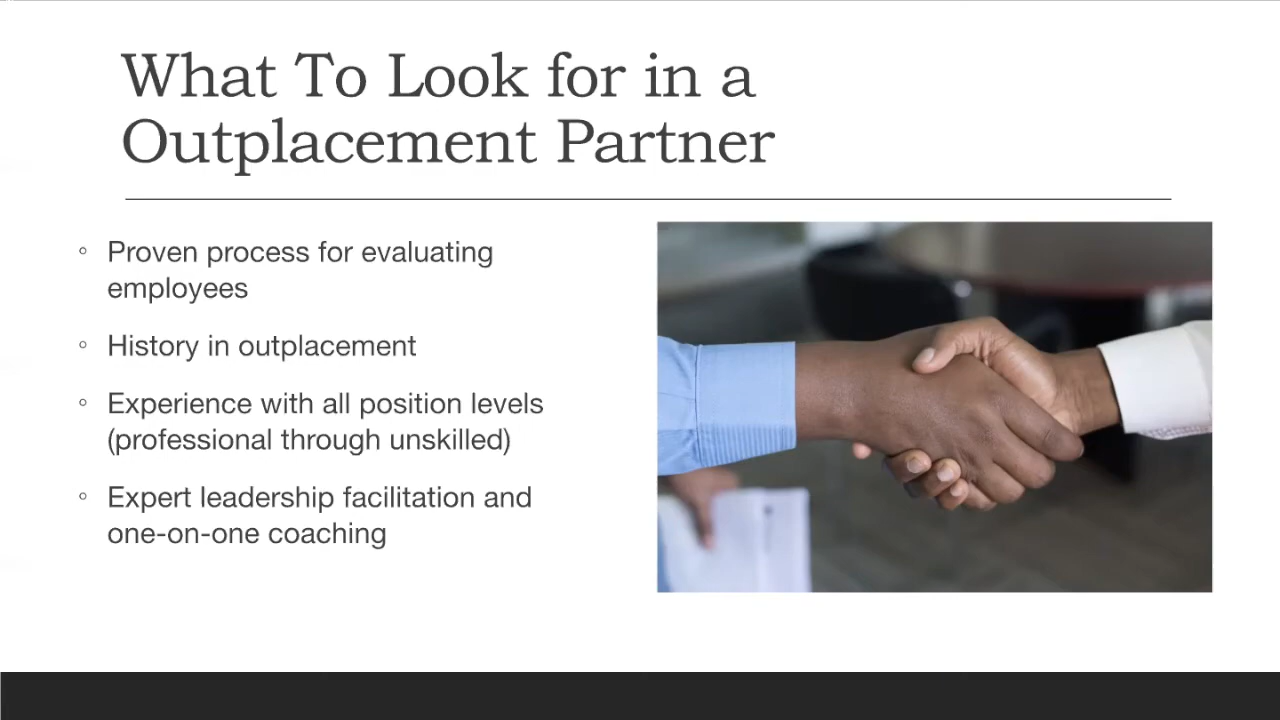 What To Look for in a
Outplacement Partner
◦ Proven process for evaluating
employees
◦ History in outplacement
◦ Experience with all position levels
(professional through unskilled)
◦ Expert leadership facilitation and
one-on-one coaching